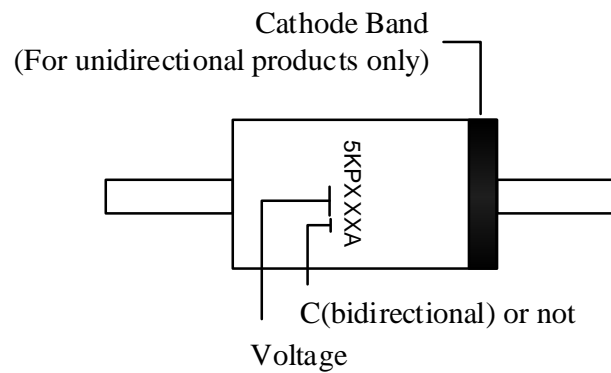 Cathode Band
(For unidirectional products only)
5KPXXXA
C(bidirectional) or not
Voltage